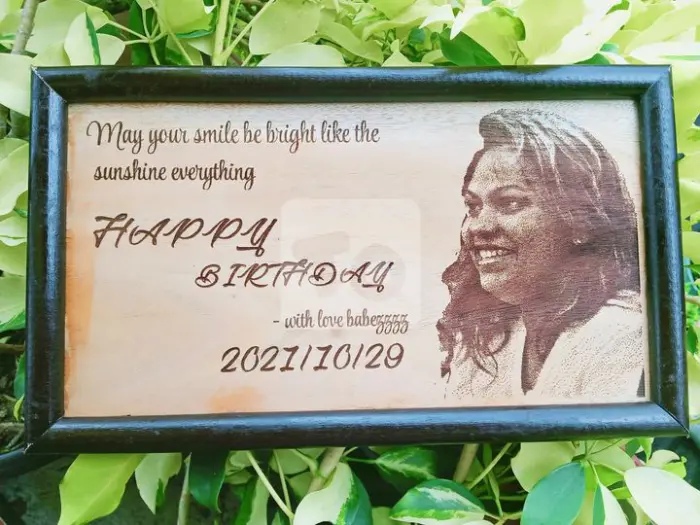 May your smile be bright like the
sunshine everything
HAPPY
BIRTHDAY
- with love babezzzz
2021/10/29